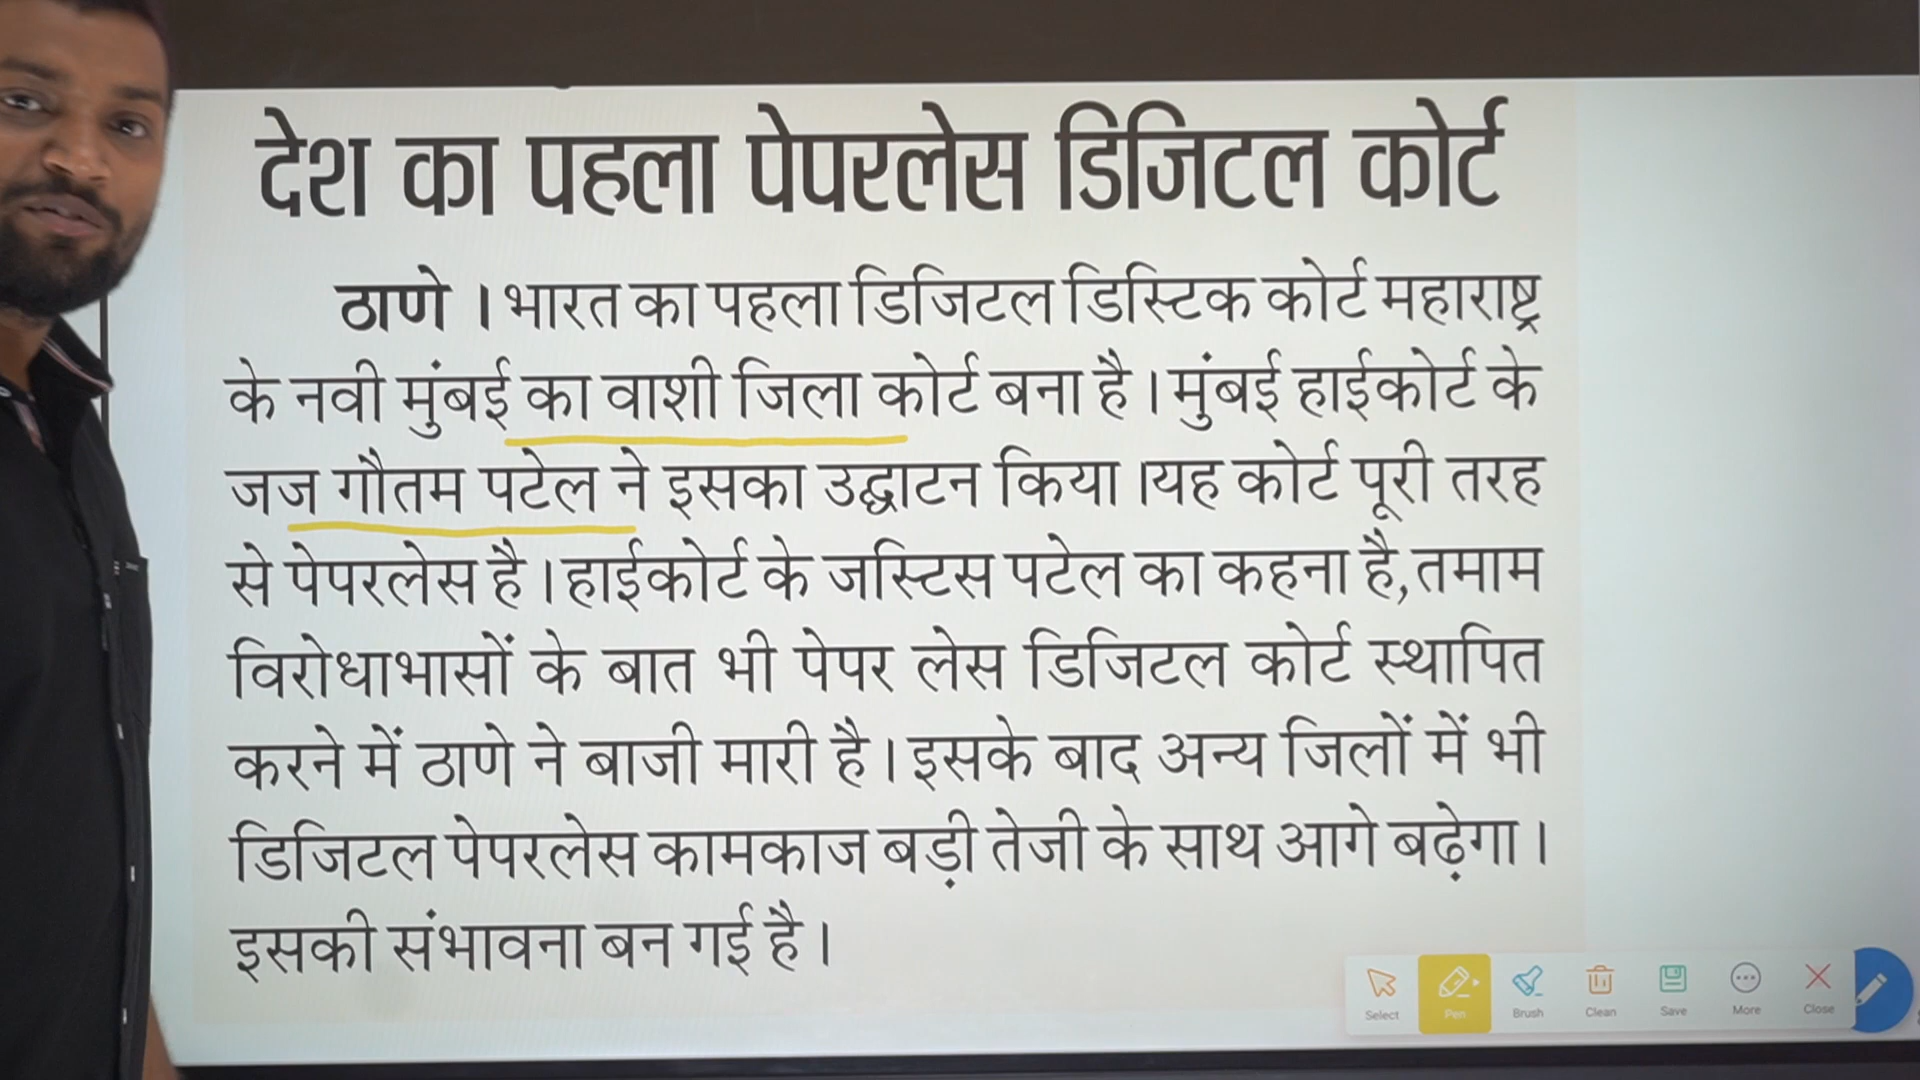 देश का पहला पेपरलेस डिजिटल कोर्ट
ठाणे । भारत का पहला डिजिटल डिस्टिक कोर्ट महाराष्ट्र
के नवी मुंबई का वाशी जिला कोर्ट बना है । मुंबई हाईकोर्ट के
जज गौतम पटेल ने इसका उद्घाटन किया ।यह कोर्ट पूरी तरह
से पेपरलेस है । हाईकोर्ट के जस्टिस पटेल का कहना है, तमाम
विरोधाभासों के बात भी पेपर लेस डिजिटल कोर्ट स्थापित
करने में ठाणे ने बाजी मारी है । इसके बाद अन्य जिलों में भी
डिजिटल पेपरलेस कामकाज बड़ी तेजी के साथ आगे बढ़ेगा ।
इसकी संभावना बन गई है ।
Select Pen Brush Clean Save More Close